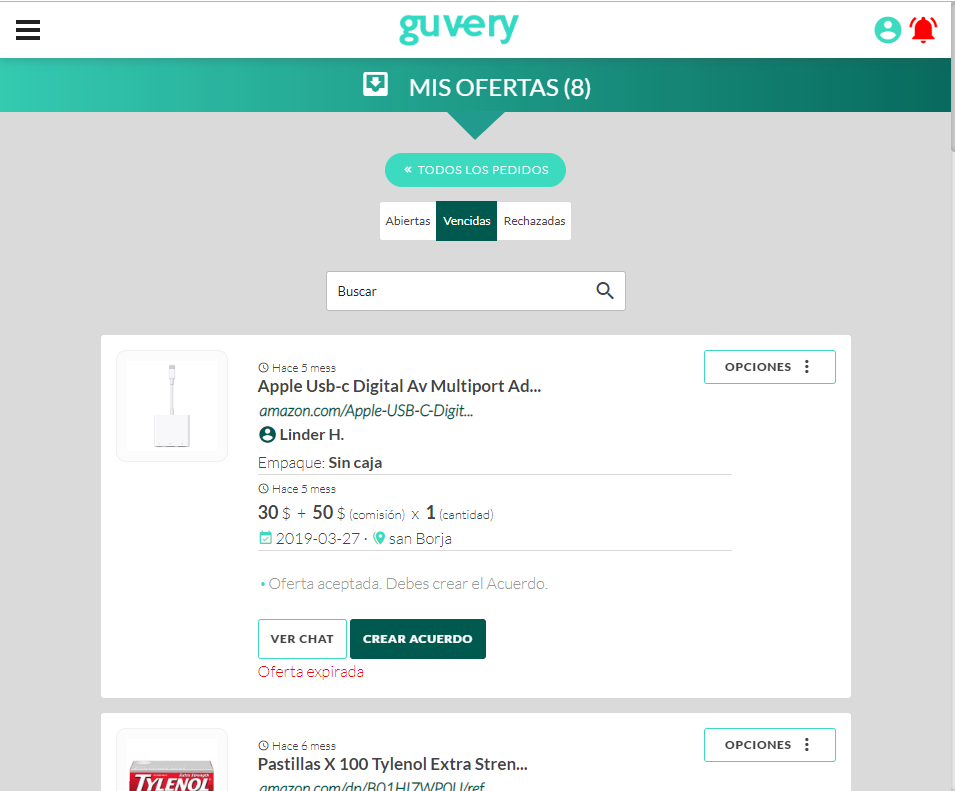 guvery
MIS OFERTAS (8)
« TODOS LOS PEDIDOS
Abiertas Vencidas Rechazadas
Buscar
Hace 5 mess
OPCIONES
Apple Usb-c Digital Av Multiport Ad...
amazon.com/Apple-USB-C-Digit...
Linder H.
Empaque: Sin caja
Hace 5 mess
30 $ + 50 $ (comisión) x 1 (cantidad)
2019-03-27 · san Borja
• Oferta aceptada. Debes crear el Acuerdo.
VER CHAT CREAR ACUERDO
Oferta expirada
Hace 6 mess
OPCIONES
Pastillas X 100 Tylenol Extra Stren...
TYLENOL
amazon.com/dp/B01HI7WP0U/ref